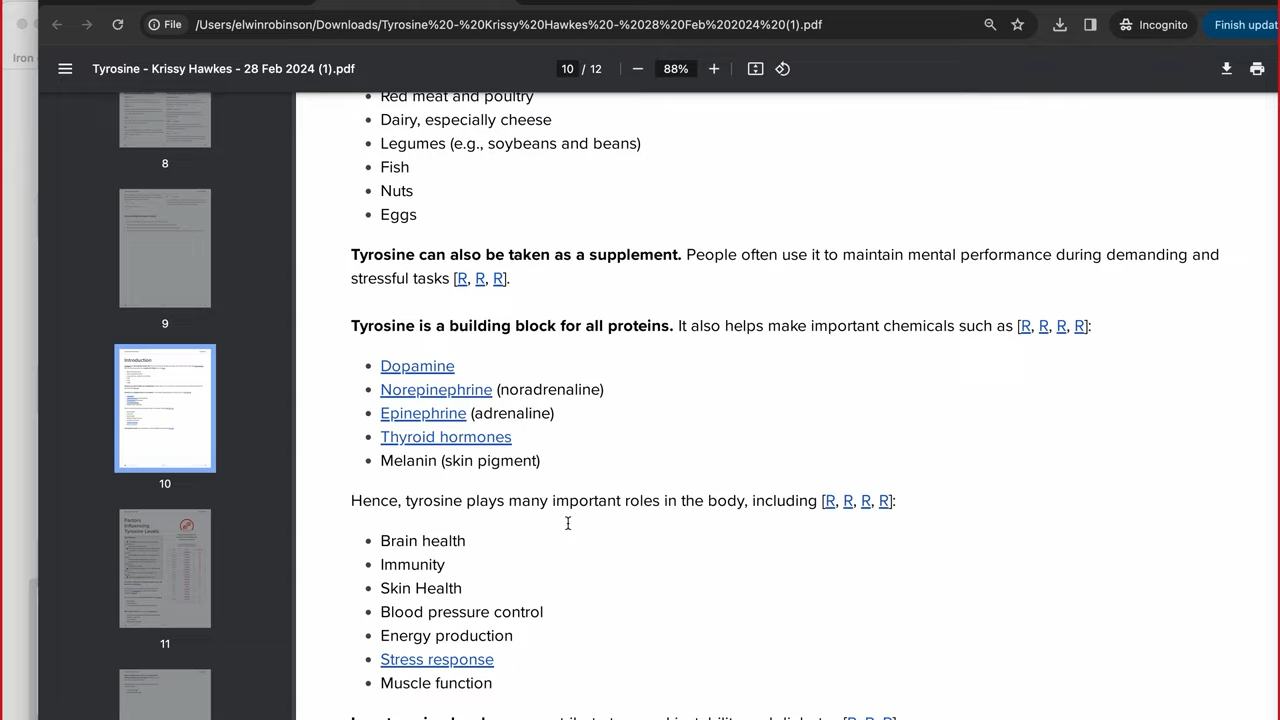 File
/Users/elwinrobinson/Downloads/Tyrosine%20-%20Krissy%20Hawkes%20-%2028%20Feb%202024%20(1).pdf
Incognito
Iron
Tyrosine - Krissy Hawkes - 28 Feb 2024 (1).pdf
10 / 12
88%
8
9
Introduction
10
Factors
Influencing
Tyrosine Levels
11
Red meat and poultry
Dairy, especially cheese
Legumes (e.g., soybeans and beans)
Fish
Nuts
Eggs
Tyrosine can also be taken as a supplement. People often use it to maintain mental performance during demanding and
stressful tasks [R, R, R].
Tyrosine is a building block for all proteins. It also helps make important chemicals such as [R, R, R, R]:
Dopamine
Norepinephrine (noradrenaline)
Epinephrine (adrenaline)
Thyroid hormones
Melanin (skin pigment)
Hence, tyrosine plays many important roles in the body, including [R, R, R, R]:
Brain health
Immunity
Skin Health
Blood pressure control
Energy production
Stress response
Muscle function